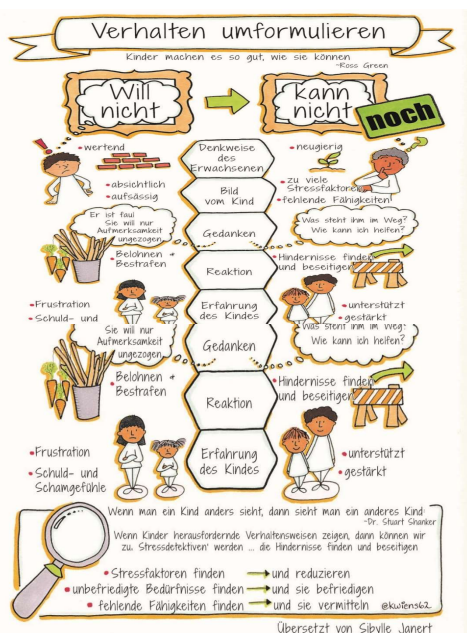 Verhalten umformulieren
Kinder machen es so gut, wie sie können
-Ross Green
Will
nicht
kann
nicht
noch
wertend
Denkweise
des
Erwachsenen
neugierig
absichtlich
aufsässig
Bild
vom Kind
zu viele
Stressfaktoren
fehlende Fähigkeiten!
Er ist faul
Sie will nur
Aufmerksamkeit
ungezogen
Gedanken
Was steht ihm im Weg?
Wie kann ich helfen?
Belohnen +
Bestrafen
Reaktion
Hindernisse finden
und beseitigen
Frustration
Schuld- und
Erfahrung
des Kindes
unterstützt
gestärkt
Sie will nur
Aufmerksamkeit
ungezogen
Gedanken
Was steht ihm im Weg:
Wie kann ich helfen?
Belohnen +
Bestrafen
Reaktion
Hindernisse finden
und beseitigen
Frustration
Schuld- und
Schamgefühle
Erfahrung
des Kindes
unterstützt
gestärkt
Wenn man ein Kind anders sieht, dann sieht man ein anderes Kind
-Dr. Stuart Shanker
Wenn Kinder herausfordernde Verhaltensweisen zeigen, dann können wir
zu 'Stressdetektiven' werden ... die Hindernisse finden und beseitigen
Stressfaktoren finden → und reduzieren
unbefriedigte Bedürfnisse finden → und sie befriedigen
fehlende Fähigkeiten finden → und sie vermitteln @kwiens62
Übersetzt von Sibylle Janert